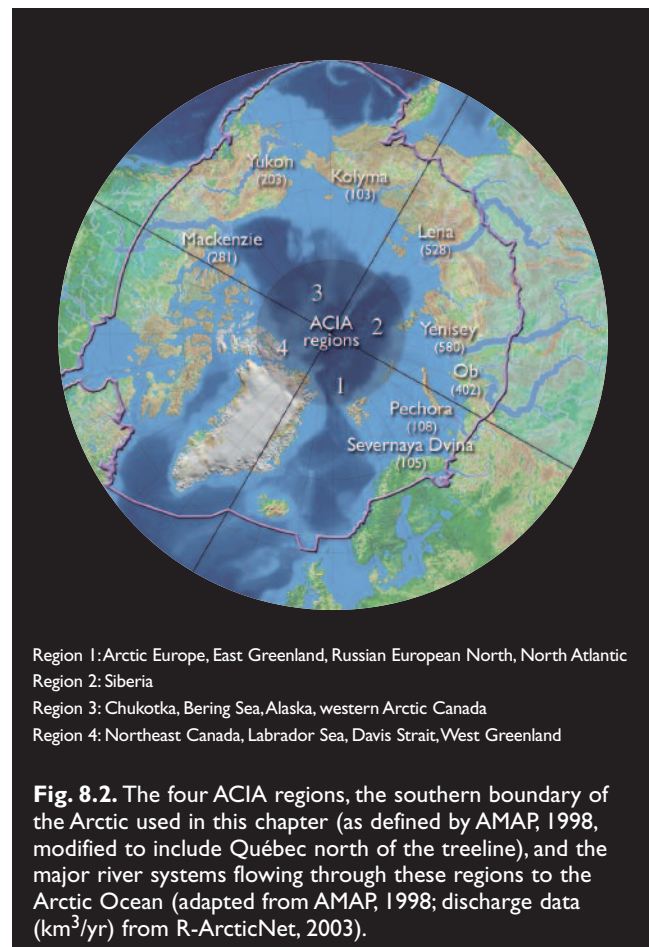 Yukon
(203)
Kolyma
(103)
Mackenzie
(281)
Lena
(528)
3
ACIA
regions
2
4
1
Yenisey
(580)
Ob
(402)
Pechora
(108)
Severnaya Dvina
(105)
Region 1: Arctic Europe, East Greenland, Russian European North, North Atlantic
Region 2: Siberia
Region 3: Chukotka, Bering Sea, Alaska, western Arctic Canada
Region 4: Northeast Canada, Labrador Sea, Davis Strait, West Greenland
Fig. 8.2. The four ACIA regions, the southern boundary of
the Arctic used in this chapter (as defined by AMAP, 1998,
modified to include Québec north of the treeline), and the
major river systems flowing through these regions to the
Arctic Ocean (adapted from AMAP, 1998; discharge data
(km³/yr) from R-ArcticNet, 2003).